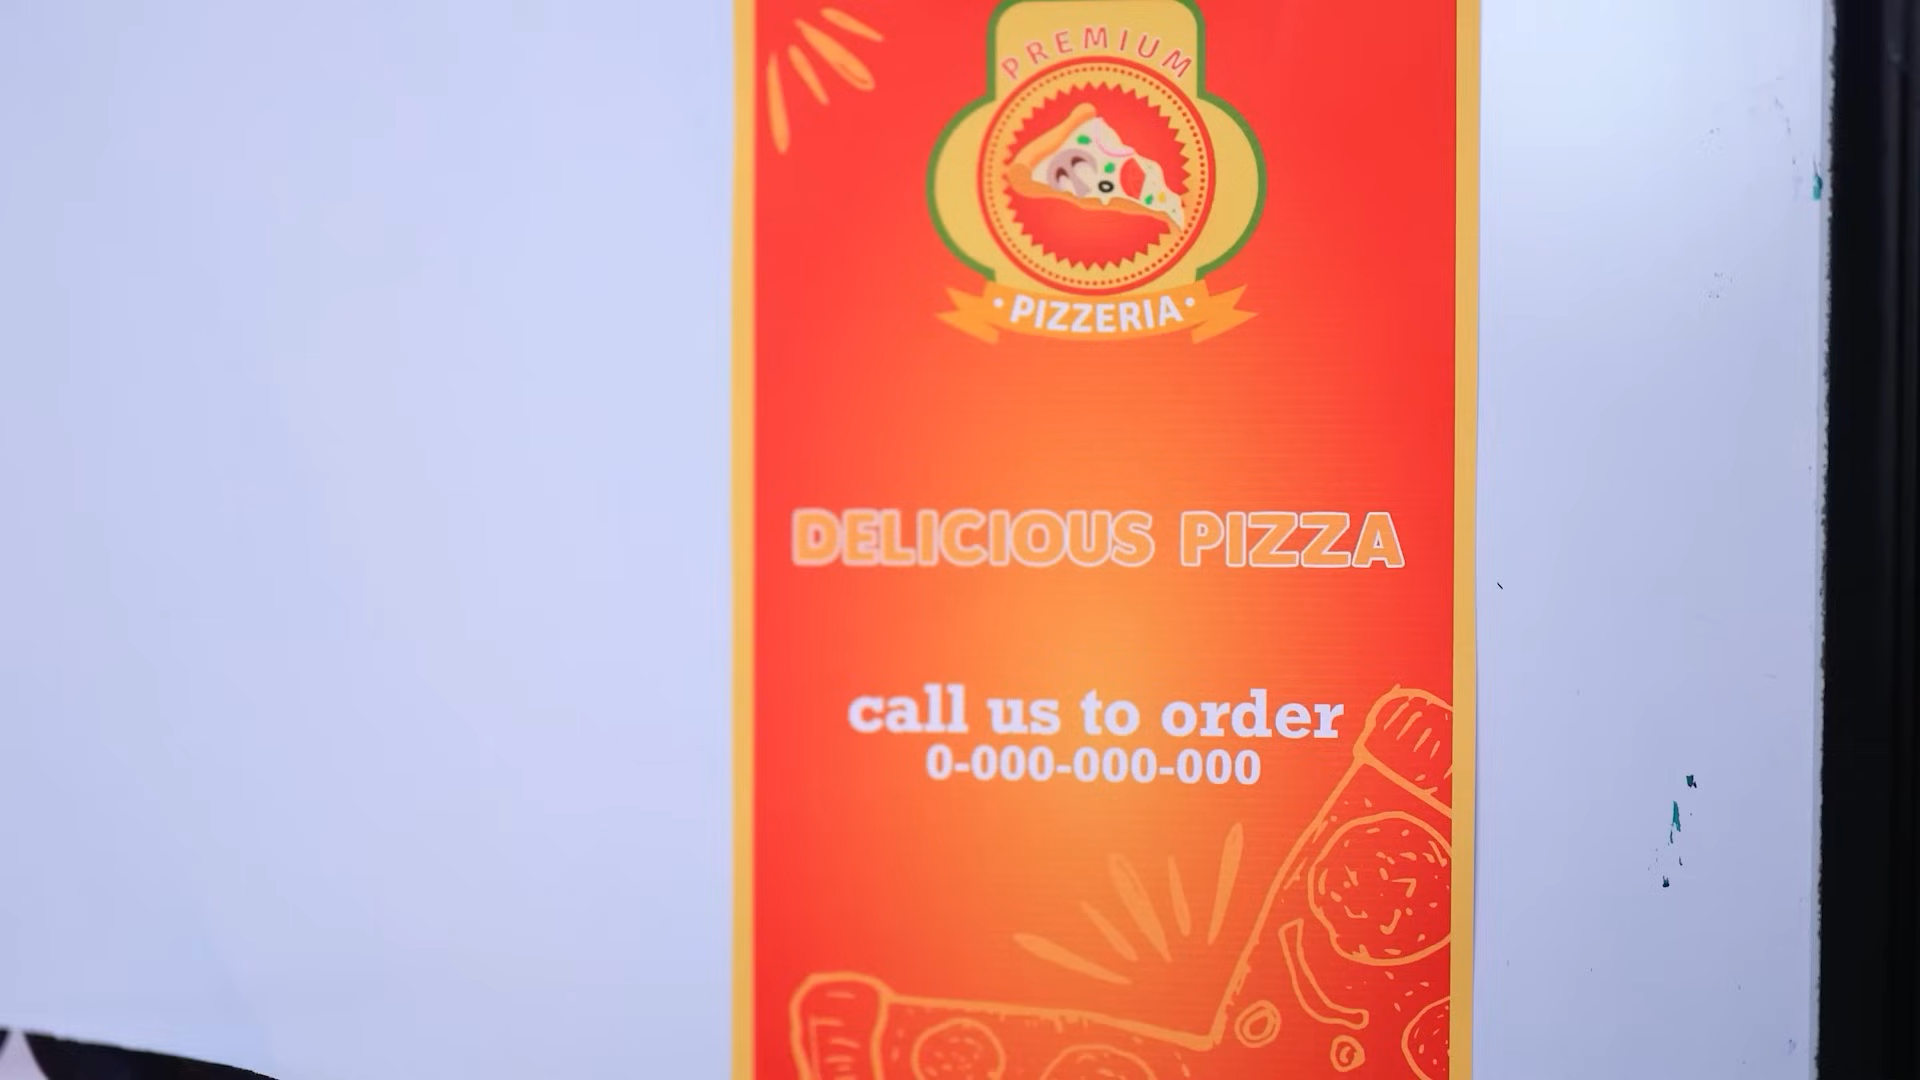 PREMIUM
• PIZZERIA •
DELICIOUS PIZZA
call us to order
0-000-000-000